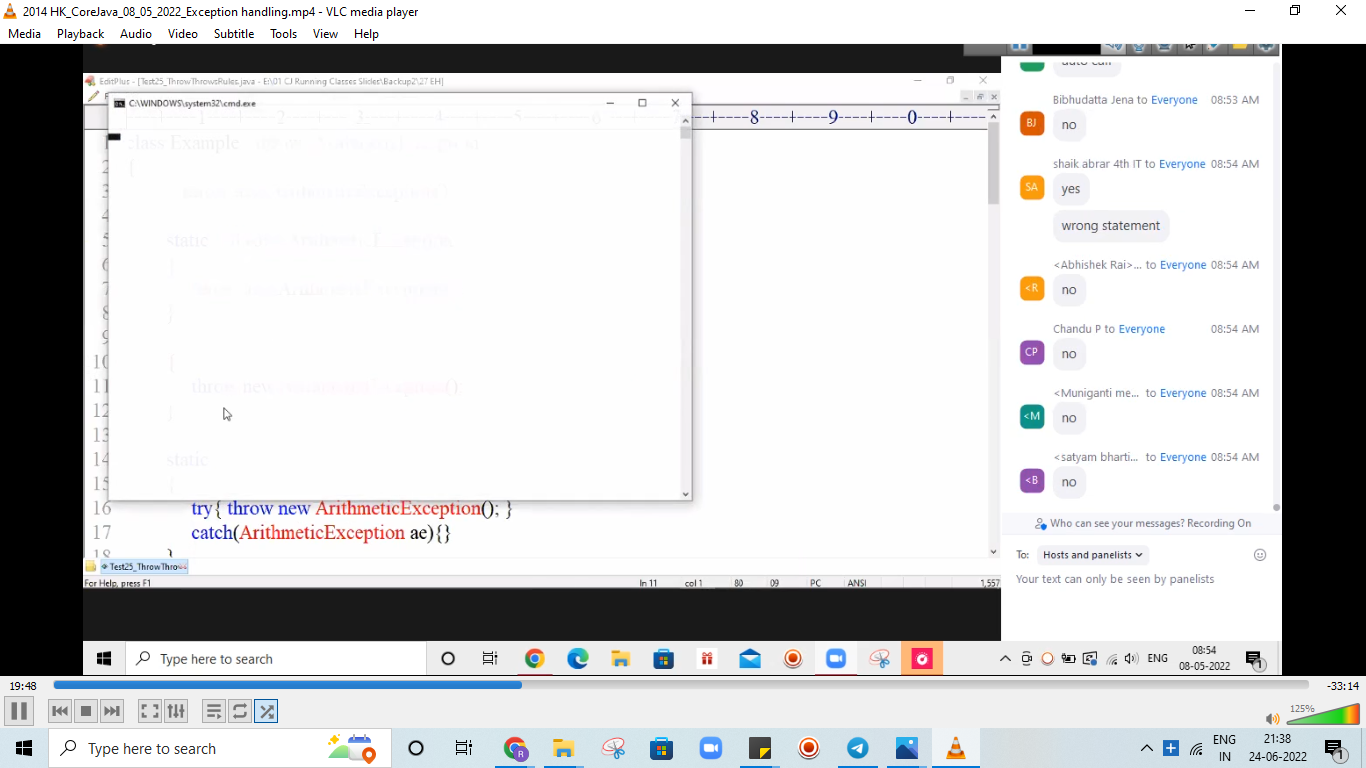 2014 HK_CoreJava_08_05_2022_Exception handling.mp4 - VLC media player
Media Playback Audio Video Subtitle Tools View Help
EditPlus - [Test25_ThrowThrowsRules.java - E:\01 CJ Running Classes Slides\Backup2\27 EH]
C:\WINDOWS\system32\cmd.exe
----8----+----9----+----0----+----
class Example
2
3
4
static
7
8
9
10
11 throw new
12
13
14 static
15
16 try{ throw new ArithmeticException(); }
17 catch(ArithmeticException ae){}
18 }
Test25_ThrowThrow
For Help, press F1 ln 11 col 1 80 09 PC ANSI 1,557
auto call
Bibhudatta Jena to Everyone 08:53 AM
BJ
no
shaik abrar 4th IT to Everyone 08:54 AM
SA
yes
wrong statement
<Abhishek Rai>... to Everyone 08:54 AM
<R
no
Chandu P to Everyone 08:54 AM
CP
no
<Muniganti me... to Everyone 08:54 AM
<M
no
<satyam bharti... to Everyone 08:54 AM
<B
no
Who can see your messages? Recording On
To: Hosts and panelists
Your text can only be seen by panelists
Type here to search
ENG
08:54
08-05-2022
1
19:48
-33:14
125%
Type here to search
ENG
IN
21:38
24-06-2022
1